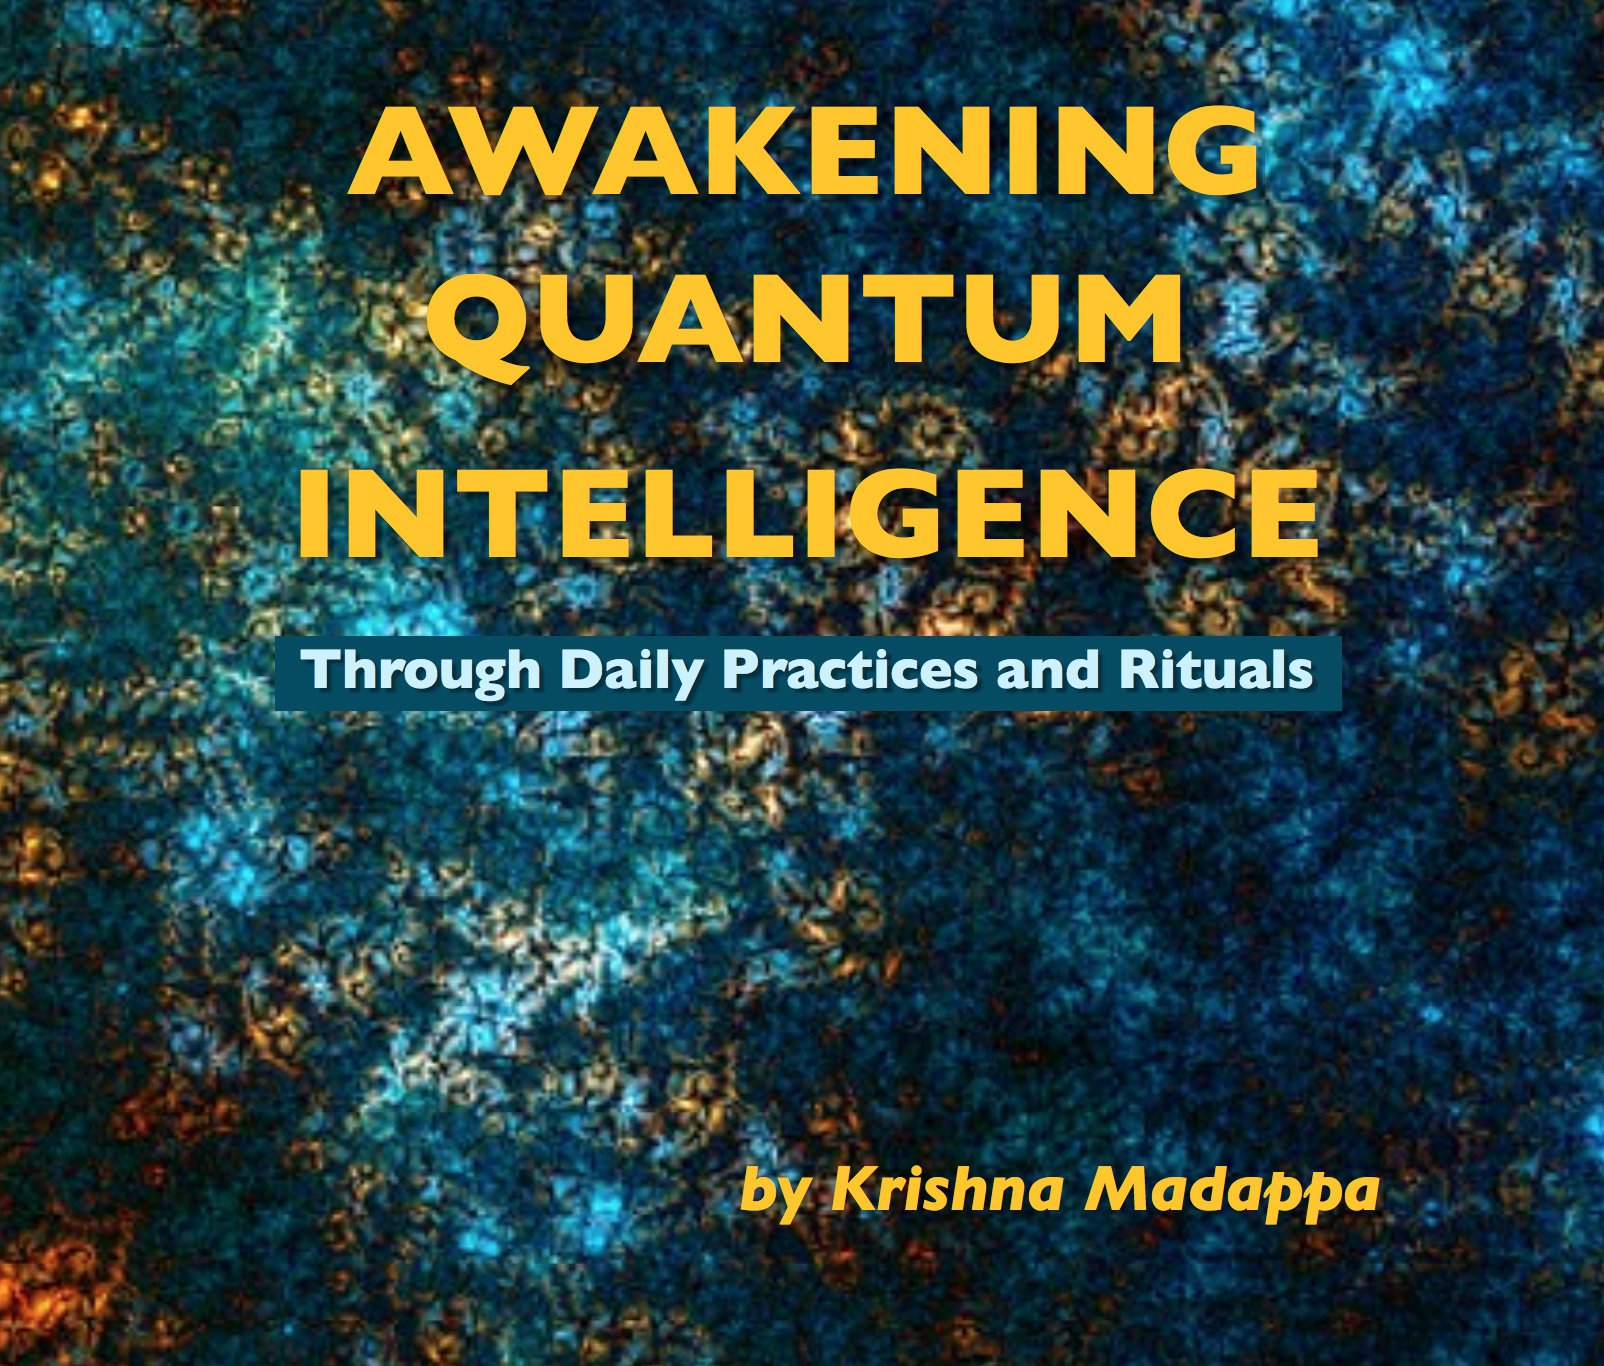 AWAKENING
QUANTUM
INTELLIGENCE
Through Daily Practices and Rituals
by Krishna Madappa